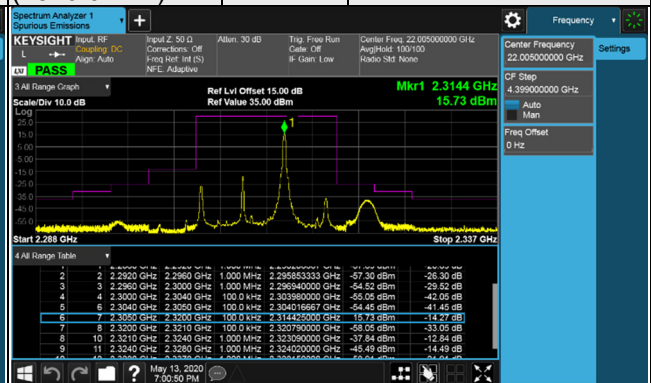 Spectrum Analyzer 1
Spurious Emissions
Frequency
KEYSIGHT
Input: RF
Coupling: DC
Align: Auto
Input Z: 50 Ω
Corrections: Off
Freq Ref: Int (S)
NFE: Adaptive
Atten: 30 dB
Trig: Free Run
Gate: Off
IF Gain: Low
Center Freq: 22.005000000 GHz
Avg|Hold: 100/100
Radio Std: None
L
LXI PASS
Center Frequency
22.005000000 GHz
Settings
CF Step
4.399000000 GHz
Auto
Man
Freq Offset
0 Hz
3 All Range Graph
Scale/Div 10.0 dB
Ref Lvl Offset 15.00 dB
Ref Value 35.00 dBm
Mkr1 2.3144 GHz
15.73 dBm
Log
25.0
15.0
5.00
-5.00
-15.0
-25.0
-35.0
-45.0
-55.0
1
Start 2.288 GHz
Stop 2.337 GHz
4 All Range Table
2 2 2.2920 GHz 2.2960 GHz 1.000 MHz 2.295853333 GHz -57.30 dBm -26.30 dB
3 3 2.2960 GHz 2.3000 GHz 1.000 MHz 2.296940000 GHz -54.52 dBm -29.52 dB
4 4 2.3000 GHz 2.3040 GHz 100.0 kHz 2.303980000 GHz -55.05 dBm -42.05 dB
5 6 2.3040 GHz 2.3050 GHz 100.0 kHz 2.304016667 GHz -54.45 dBm -41.45 dB
6 7 2.3050 GHz 2.3200 GHz 100.0 kHz 2.314425000 GHz 15.73 dBm -14.27 dB
7 8 2.3200 GHz 2.3210 GHz 100.0 kHz 2.320790000 GHz -58.05 dBm -33.05 dB
8 10 2.3210 GHz 2.3240 GHz 1.000 MHz 2.323090000 GHz -37.84 dBm -12.84 dB
9 11 2.3240 GHz 2.3280 GHz 1.000 MHz 2.324020000 GHz -45.49 dBm -14.49 dB
?
May 13, 2020
7:00:50 PM